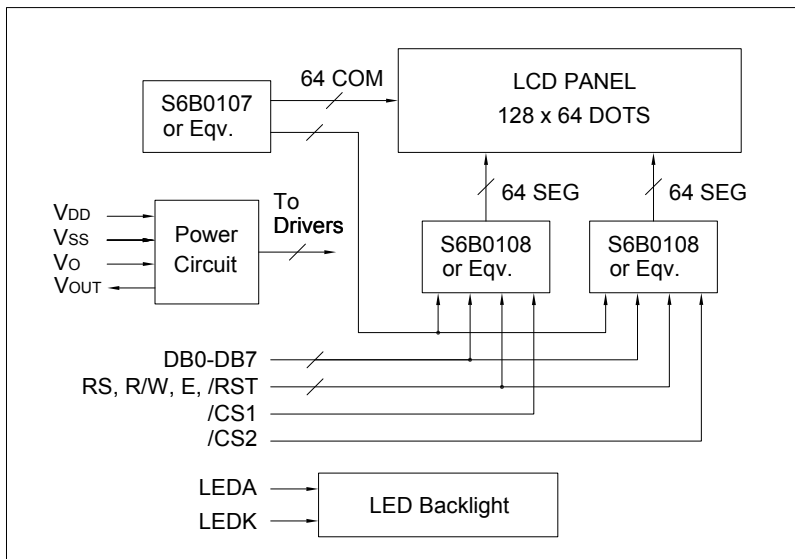 64 COM
S6B0107
or Eqv.
LCD PANEL
128 x 64 DOTS
64 SEG
64 SEG
VDD
VSS
VO
VOUT
Power
Circuit
To
Drivers
S6B0108
or Eqv.
S6B0108
or Eqv.
DB0-DB7
RS, R/W, E, /RST
/CS1
/CS2
LEDA
LEDK
LED Backlight